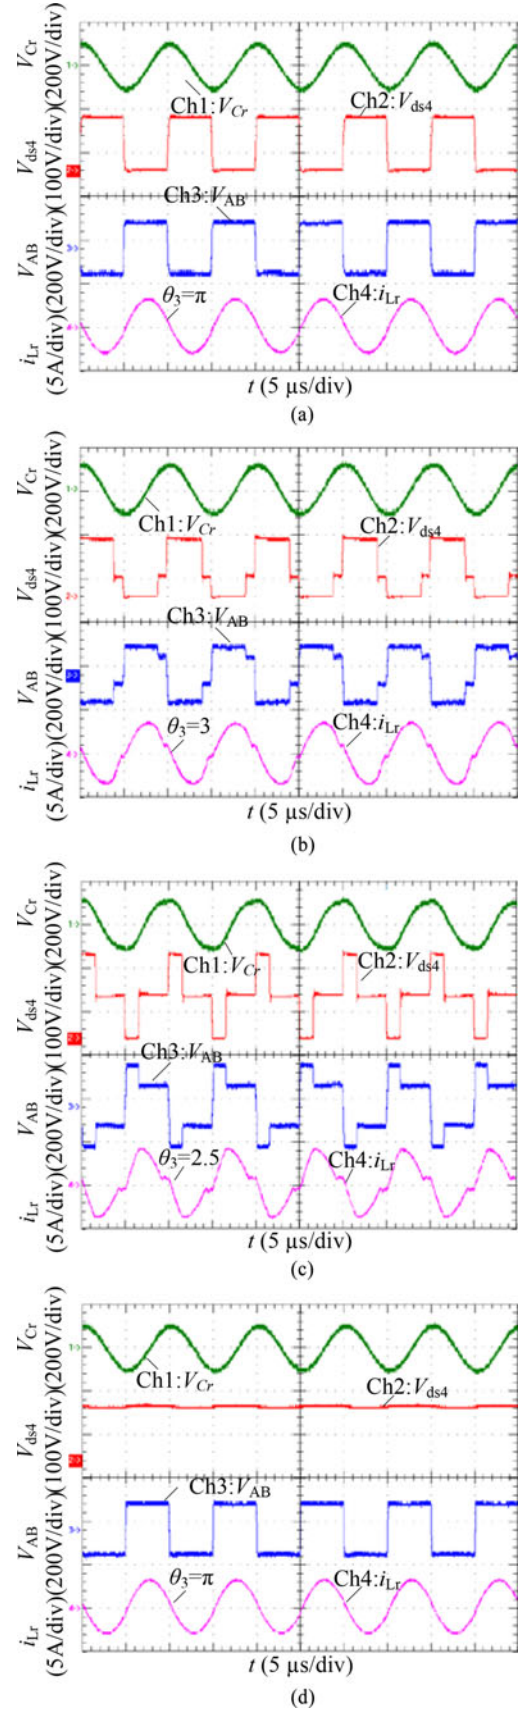 V_Cr
(200V/div)
Ch1:V_Cr
Ch2:V_ds4
V_ds4
(100V/div)
Ch3:V_AB
V_AB
(200V/div)
θ_3=π
Ch4:i_Lr
i_Lr
(5A/div)
t (5 μs/div)
(a)
V_Cr
(200V/div)
Ch1:V_Cr
Ch2:V_ds4
V_ds4
(100V/div)
Ch3:V_AB
V_AB
(200V/div)
θ_3=3
Ch4:i_Lr
i_Lr
(5A/div)
t (5 μs/div)
(b)
V_Cr
(200V/div)
Ch1:V_Cr
Ch2:V_ds4
V_ds4
(100V/div)
Ch3:V_AB
V_AB
(200V/div)
θ_3=2.5
Ch4:i_Lr
i_Lr
(5A/div)
t (5 μs/div)
(c)
V_Cr
(200V/div)
Ch1:V_Cr
Ch2:V_ds4
V_ds4
(100V/div)
Ch3:V_AB
V_AB
(200V/div)
θ_3=π
Ch4:i_Lr
i_Lr
(5A/div)
t (5 μs/div)
(d)